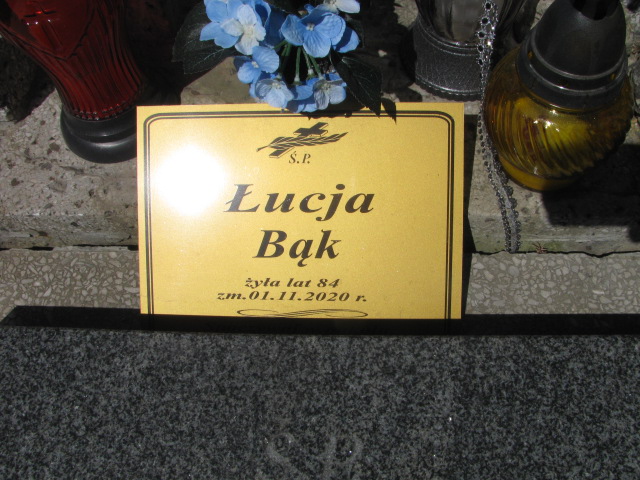 Ś.P.
Łucja
Bąk
żyła lat 84
zm.01.11.2020 r.
Ś.P.